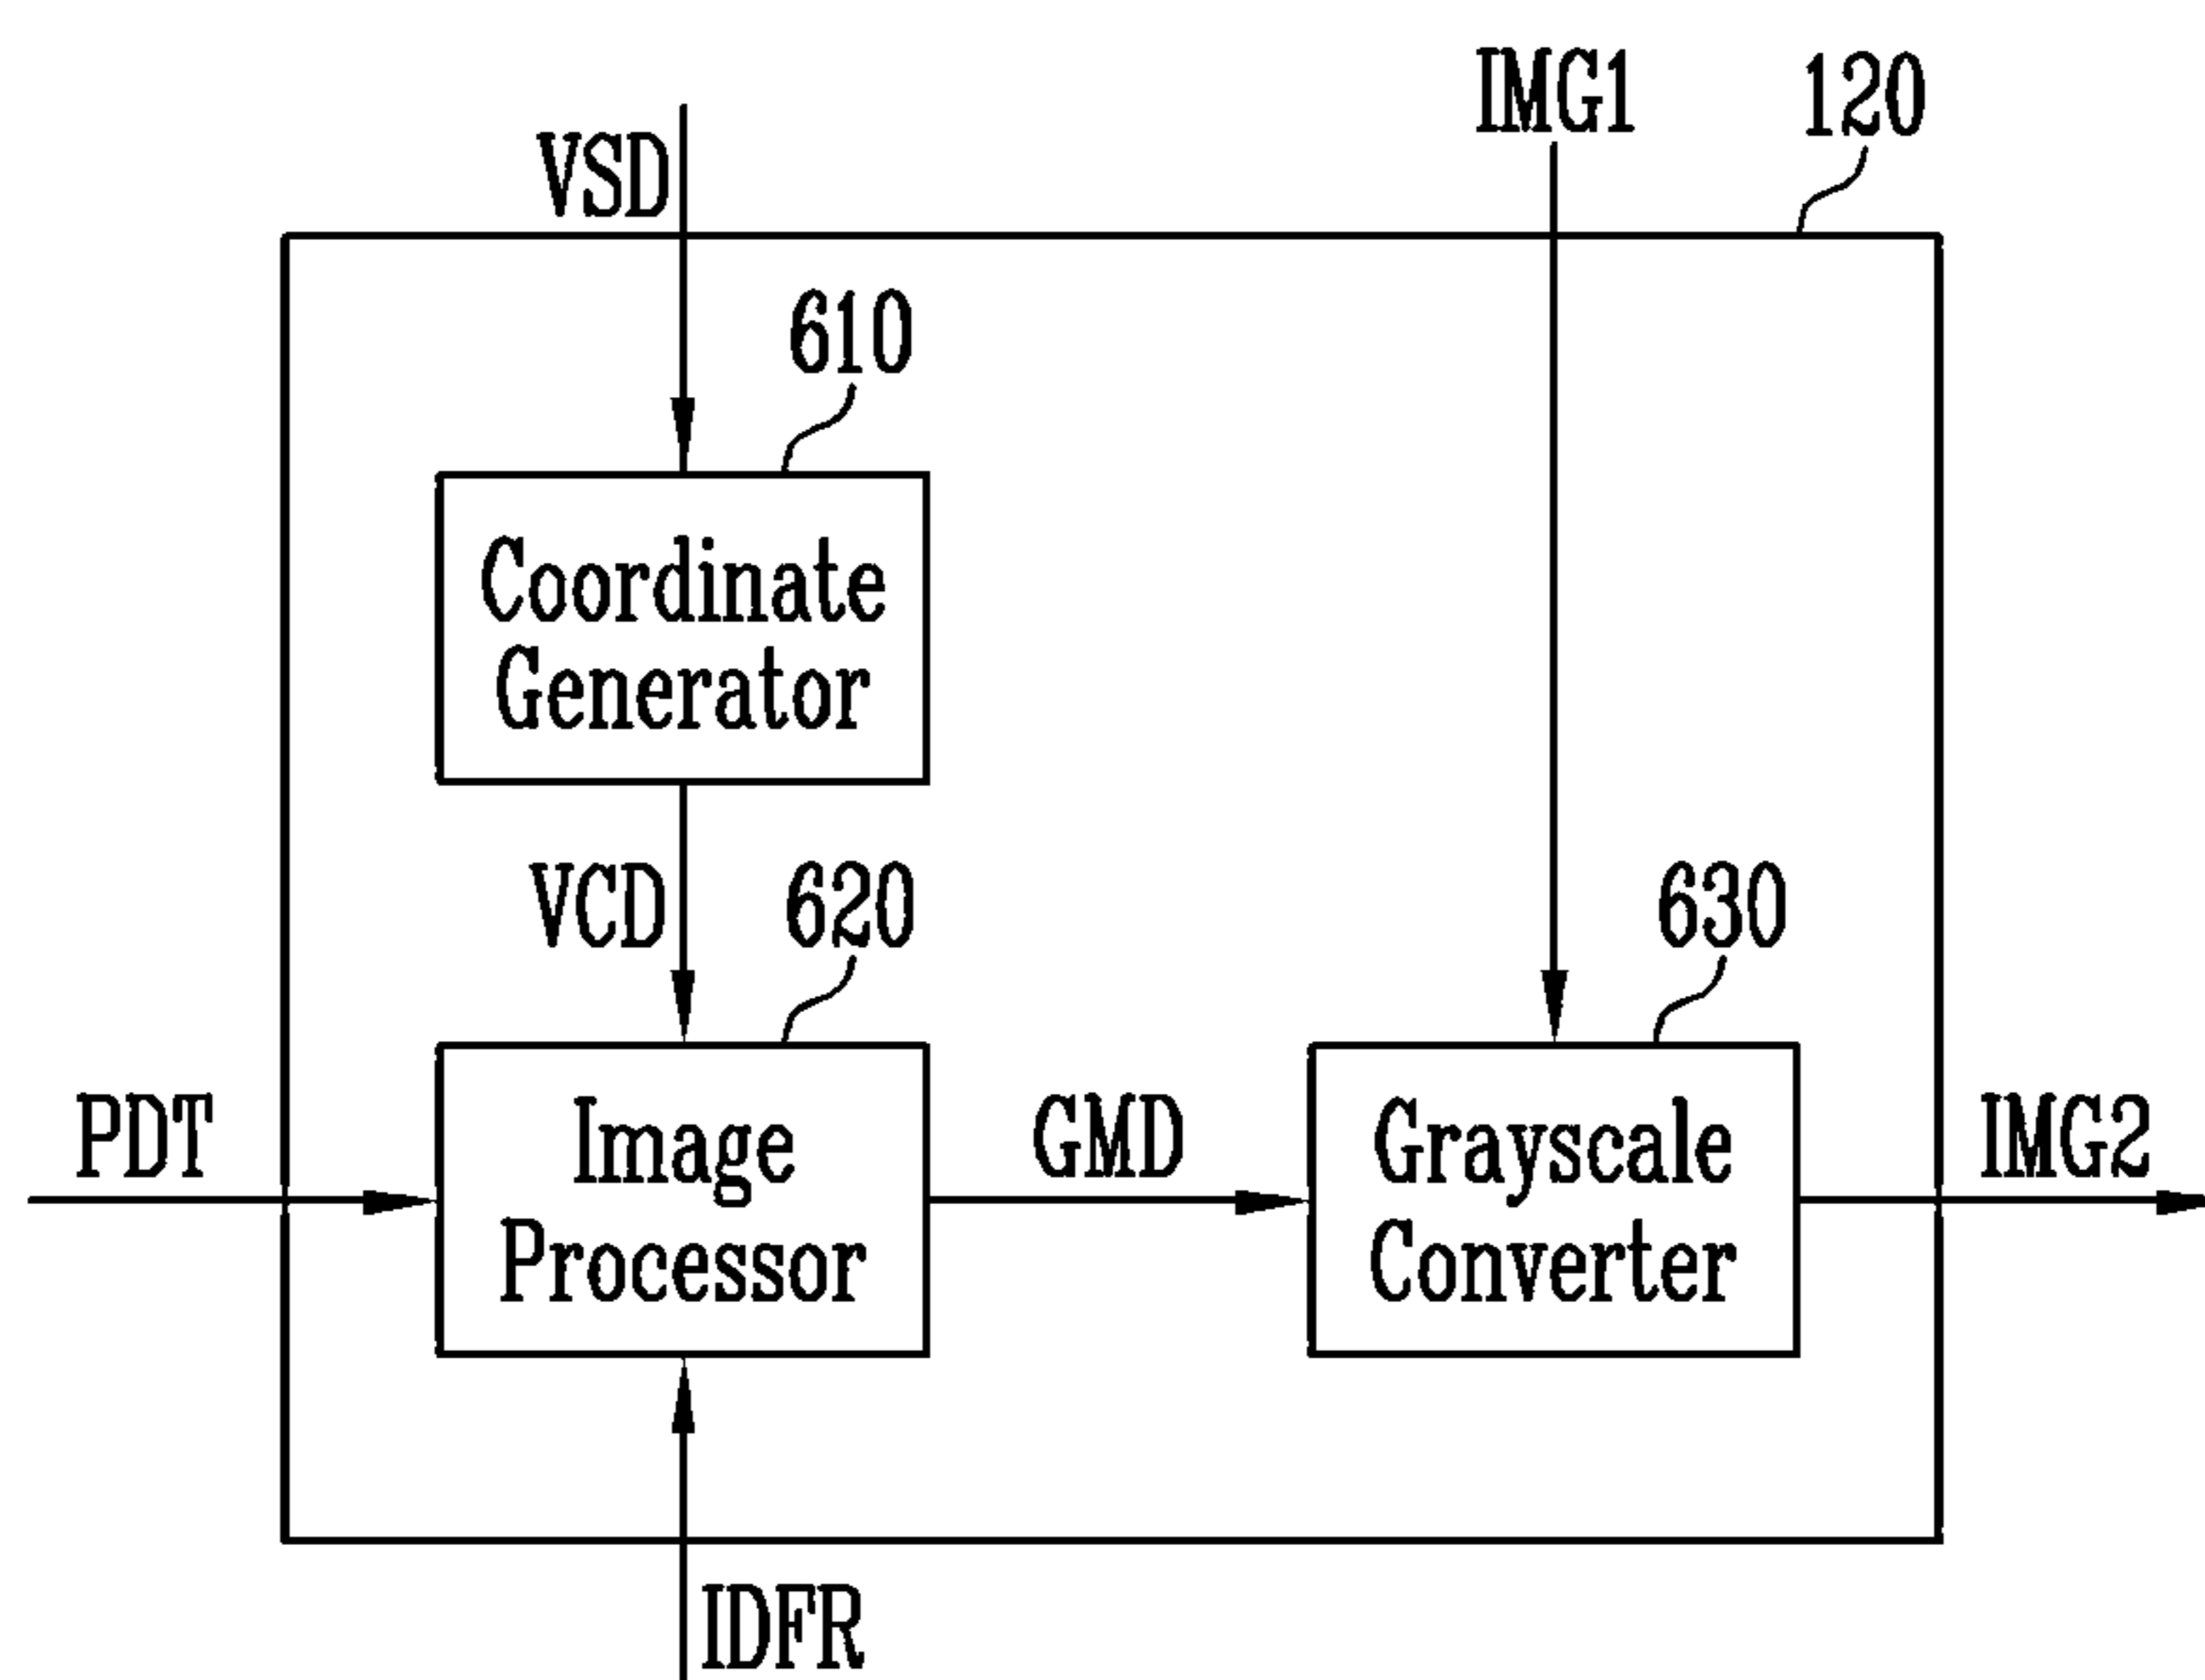 IMG1
120
VSD
610
Coordinate
Generator
VCD
620
630
PDT
Image
Processor
GMD
Grayscale
Converter
IMG2
IDFR